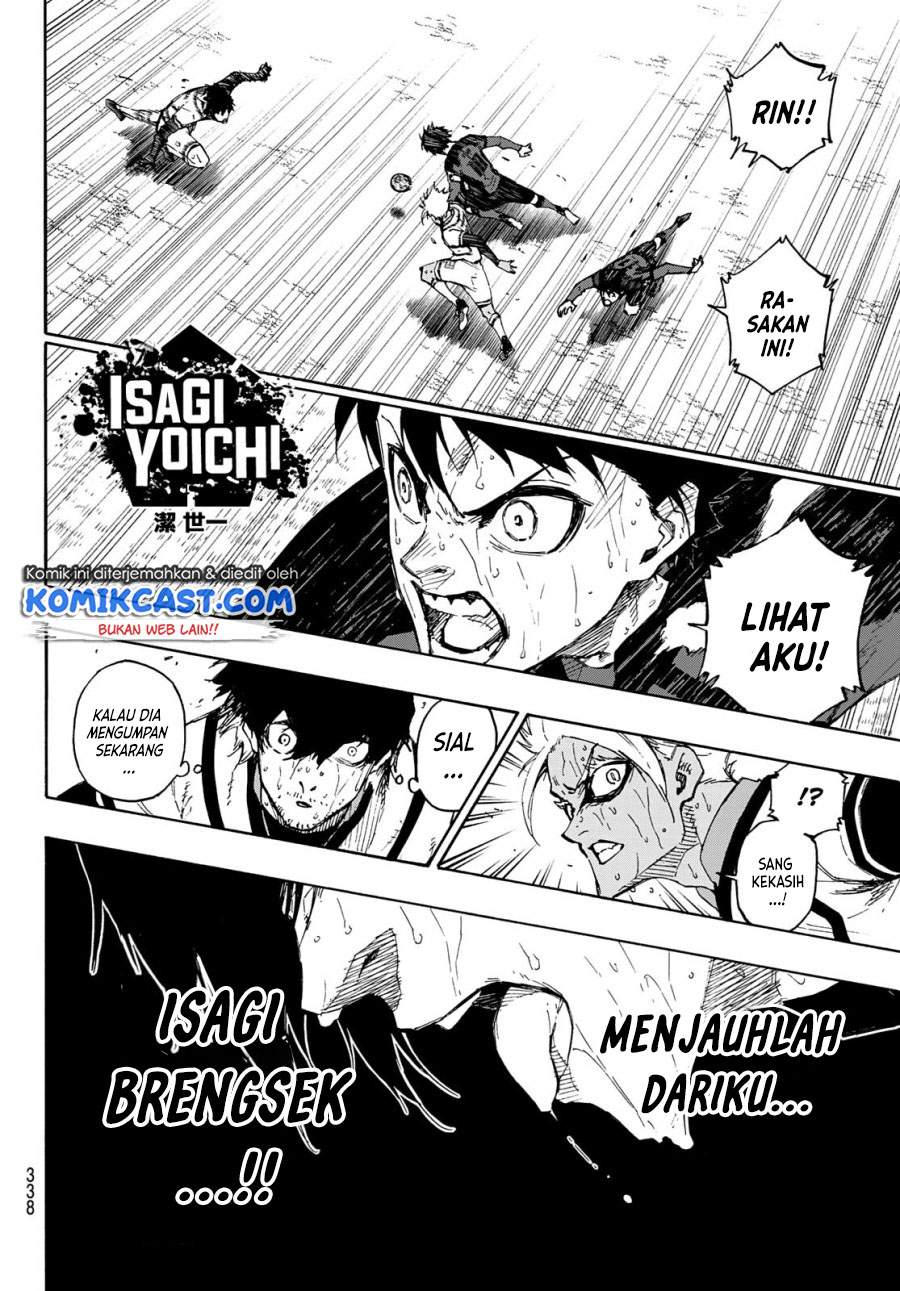 RIN!!
RA-
SAKAN
INI!
ISAGI
YOICHI
潔 世一
LIHAT
AKU!
Komik ini diterjemahkan & diedit oleh
KOMIKCAST.COM
BUKAN WEB LAIN!!
!?
SANG
KEKASIH
....!
SIAL
...
KALAU DIA
MENGUMPAN
SEKARANG
...
MENJAUHLAH
DARIKU...
ISAGI
BRENGSEK
.....!!
338